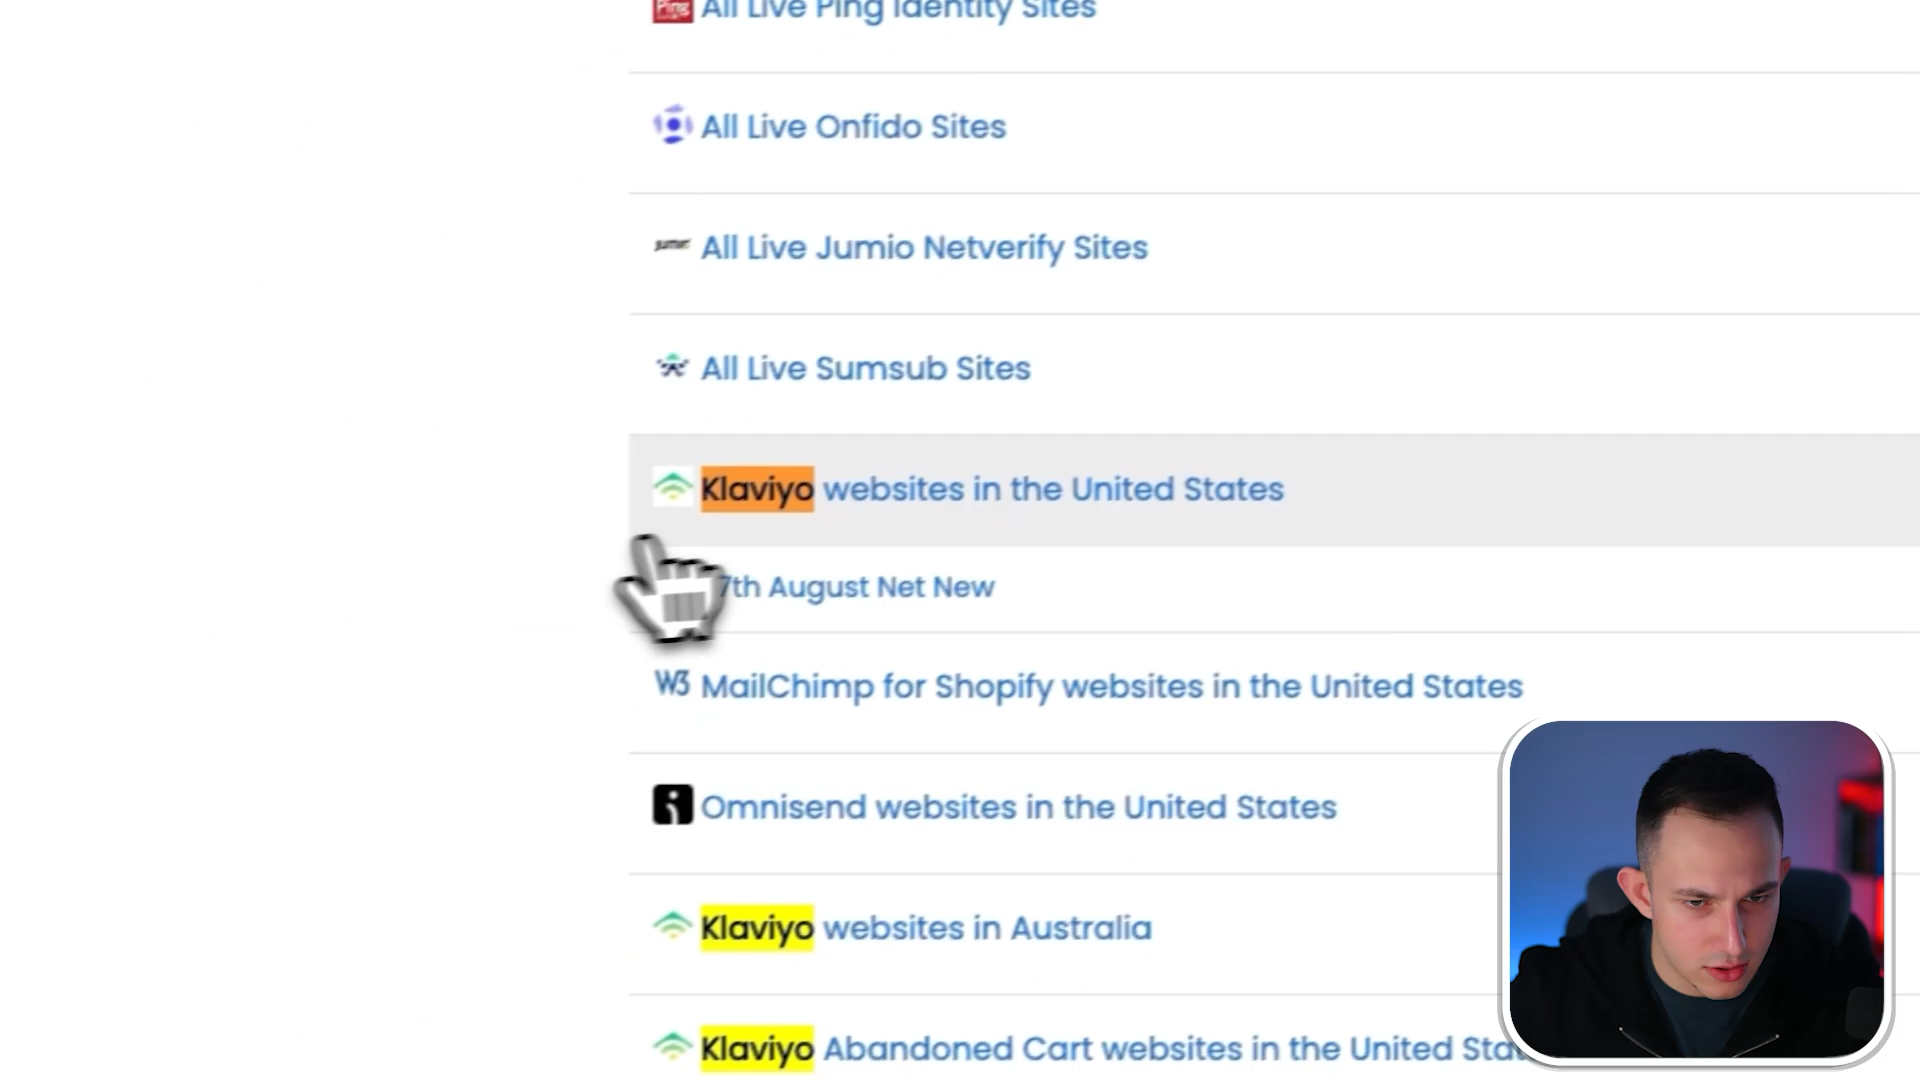 Ping
All Live Ping Identity Sites
All Live Onfido Sites
All Live Jumio Netverify Sites
All Live Sumsub Sites
Klaviyo websites in the United States
7th August Net New
MailChimp for Shopify websites in the United States
Omnisend websites in the United States
Klaviyo websites in Australia
Klaviyo Abandoned Cart websites in the United